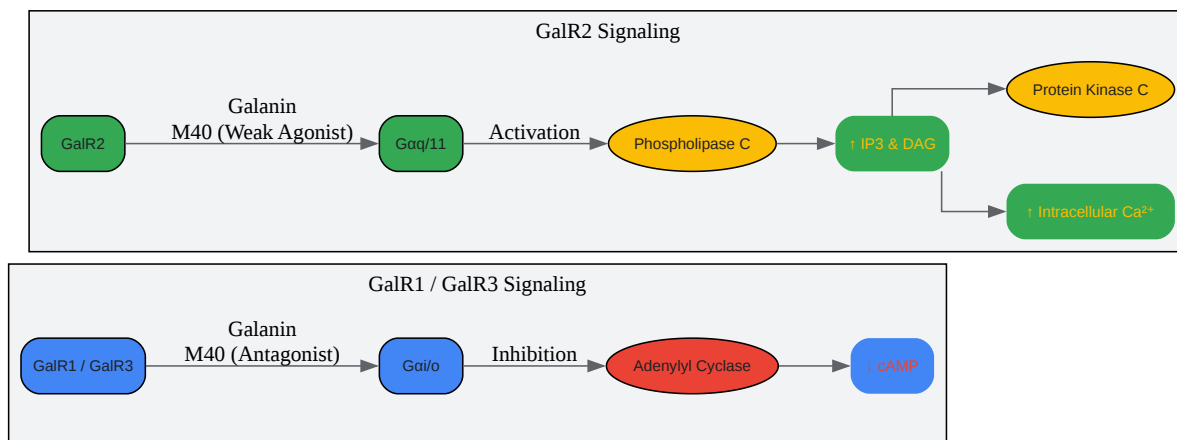 GalR2 Signaling
Protein Kinase C
Galanin
M40 (Weak Agonist)
Activation
GalR2
Gαq/11
Phospholipase C
↑ IP3 & DAG
↑ Intracellular Ca²⁺
GalR1 / GalR3 Signaling
Galanin
M40 (Antagonist)
Inhibition
GalR1 / GalR3
Gαi/o
Adenylyl Cyclase
↓ cAMP